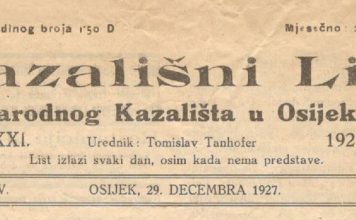 dinog broja 1·50 D Mjesečno:
azališni Li
arodnog Kazališta u Osijek
XXI. Urednik: Tomislav Tanhofer 192
List izlazi svaki dan, osim kada nema predstave.
V. OSIJEK, 29. DECEMBRA 1927.